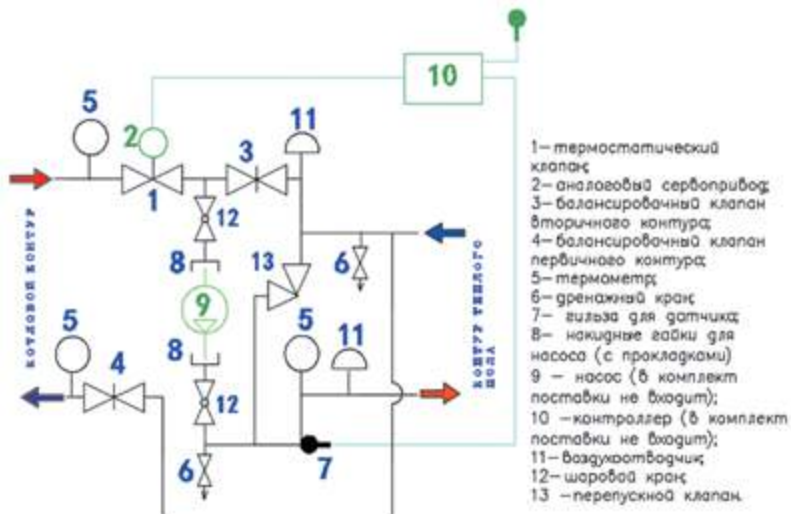 10
5
2
11
3
1
12
8
13
6
9
5
11
5
8
4
12
7
6
КОТЛОВОЙ КОНТУР
КОНТУР ТЕПЛОГО
ПОЛА
1—термостатический
клапан;
2—аналоговый сервопривод;
3—балансировочный клапан
вторичного контура;
4—балансировочный клапан
первичного контура;
5—термометр;
6—дренажный кран;
7— гильза для датчика;
8— накидные гайки для
насоса (с прокладками)
9 — насос (в комплект
поставки не входит);
10 —контроллер (в комплект
поставки не входит);
11—воздухоотводчик;
12—шаровой кран;
13 —перепускной клапан.